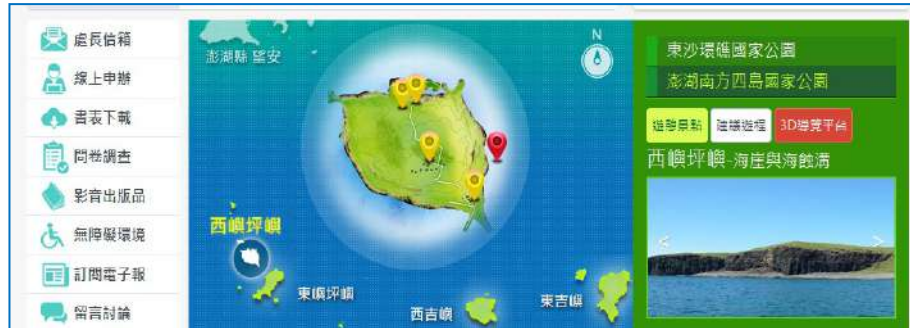 處長信箱
線上申辦
書表下載
問卷調查
影音出版品
無障礙環境
訂閱電子報
留言討論
澎湖縣 望安
N
西嶼坪嶼
東嶼坪嶼
西吉嶼
東吉嶼
東沙環礁國家公園
澎湖南方四島國家公園
遊憩景點
建議遊程
3D導覽平台
西嶼坪嶼-海崖與海蝕溝